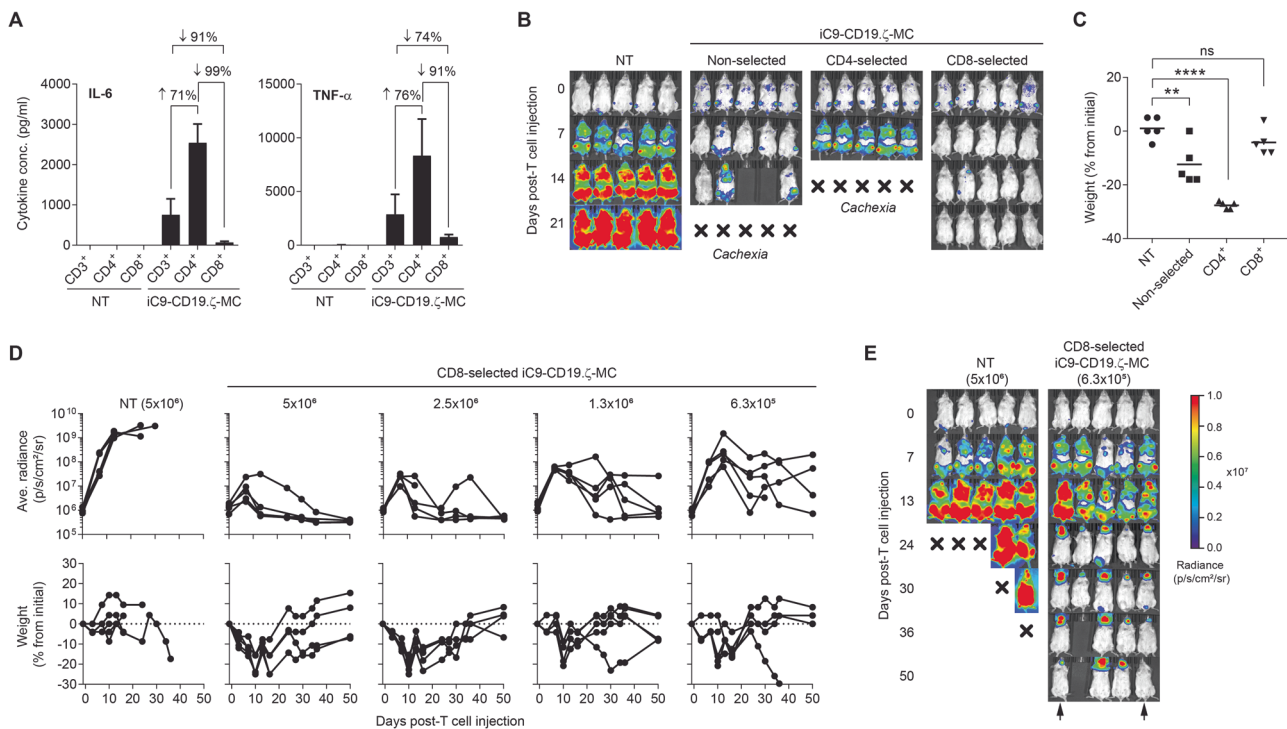 A
↓ 91%
↓ 99%
↑ 71%
IL-6
Cytokine conc. (pg/ml)
4000
3000
2000
1000
0
CD3⁺
CD4⁺
CD8⁺
CD3⁺
CD4⁺
CD8⁺
NT
iC9-CD19.ζ-MC
↓ 74%
↓ 91%
↑ 76%
TNF-α
15000
10000
5000
0
CD3⁺
CD4⁺
CD8⁺
CD3⁺
CD4⁺
CD8⁺
NT
iC9-CD19.ζ-MC
B
iC9-CD19.ζ-MC
NT
Non-selected
CD4-selected
CD8-selected
Days post-T cell injection
0
7
14
21
Cachexia
Cachexia
C
ns
****
**
Weight (% from initial)
20
0
-20
-40
NT
Non-selected
CD4⁺
CD8⁺
D
CD8-selected iC9-CD19.ζ-MC
NT (5x10⁶)
5x10⁶
2.5x10⁶
1.3x10⁶
6.3x10⁵
Ave. radiance
(p/s/cm²/sr)
10¹⁰
10⁹
10⁸
10⁷
10⁶
10⁵
Weight
(% from initial)
30
20
10
0
-10
-20
-30
0 10 20 30 40 50
0 10 20 30 40 50
0 10 20 30 40 50
0 10 20 30 40 50
0 10 20 30 40 50
Days post-T cell injection
E
NT
(5x10⁶)
CD8-selected
iC9-CD19.ζ-MC
(6.3x10⁵)
Days post-T cell injection
0
7
13
24
30
36
50
1.0
0.8
0.6
0.4
0.2
0.0
x10⁷
Radiance
(p/s/cm²/sr)